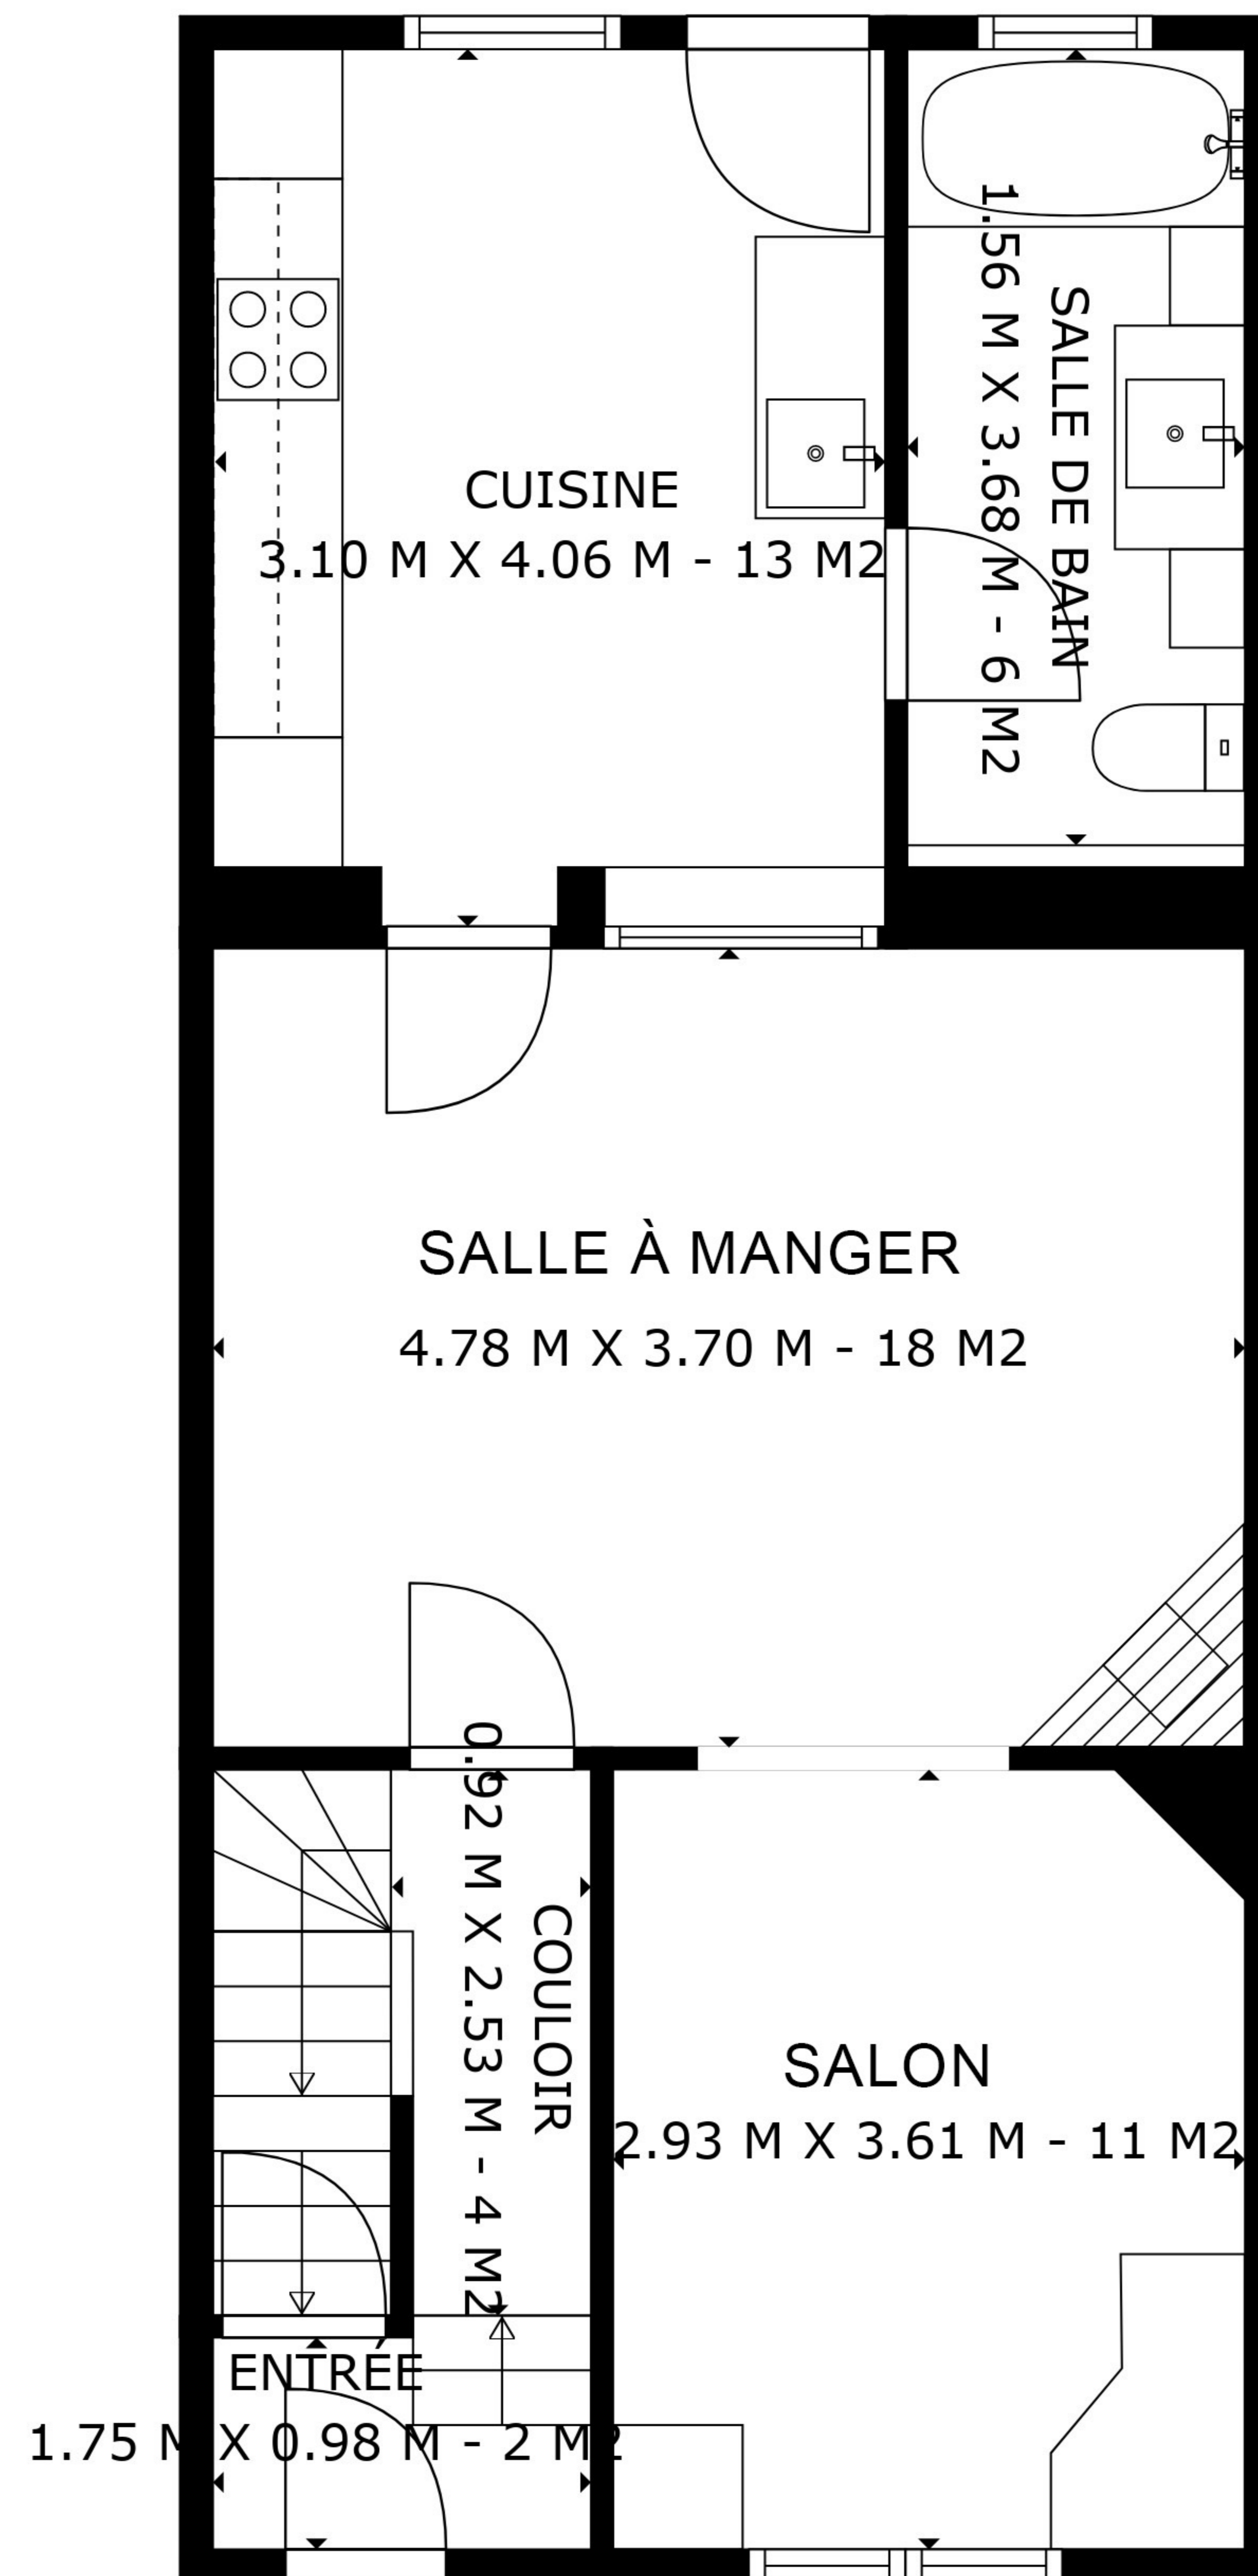 CUISINE
3.10 M X 4.06 M - 13 M2
SALLE DE BAIN
1.56 M X 3.68 M - 6 M2
SALLE À MANGER
4.78 M X 3.70 M - 18 M2
COULOIR
0.92 M X 2.53 M - 4 M2
SALON
2.93 M X 3.61 M - 11 M2
ENTRÉE
1.75 M X 0.98 M - 2 M2